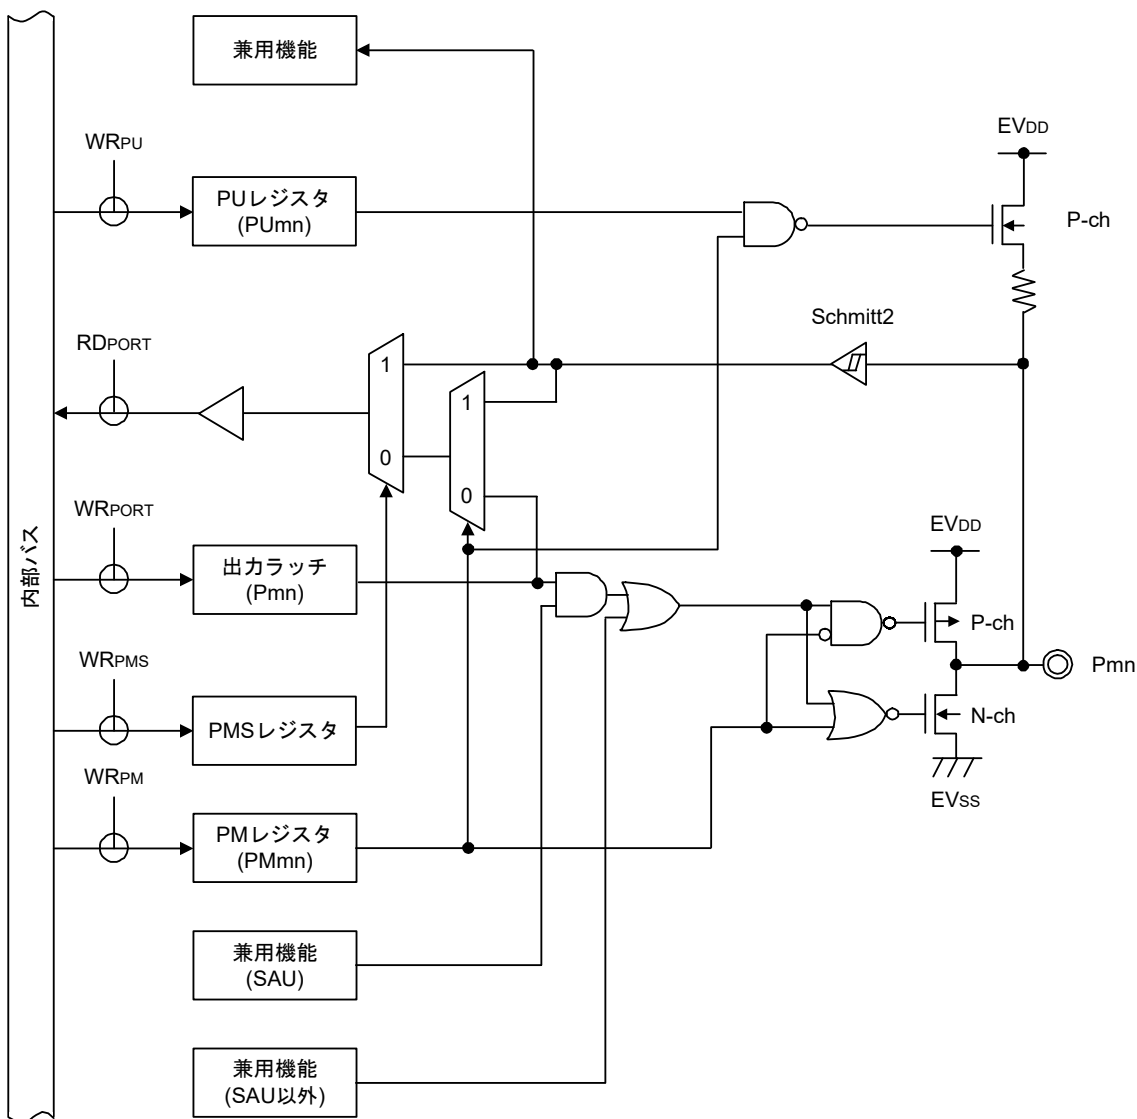 兼用機能
WRPU
EVDD
PUレジスタ
(PUmn)
P-ch
RDPORT
Schmitt2
1
1
0
0
WRPORT
EVDD
内部バス
出力ラッチ
(Pmn)
P-ch
WRPMS
Pmn
PMSレジスタ
N-ch
WRPM
EVSS
PMレジスタ
(PMmn)
兼用機能
(SAU)
兼用機能
(SAU以外)